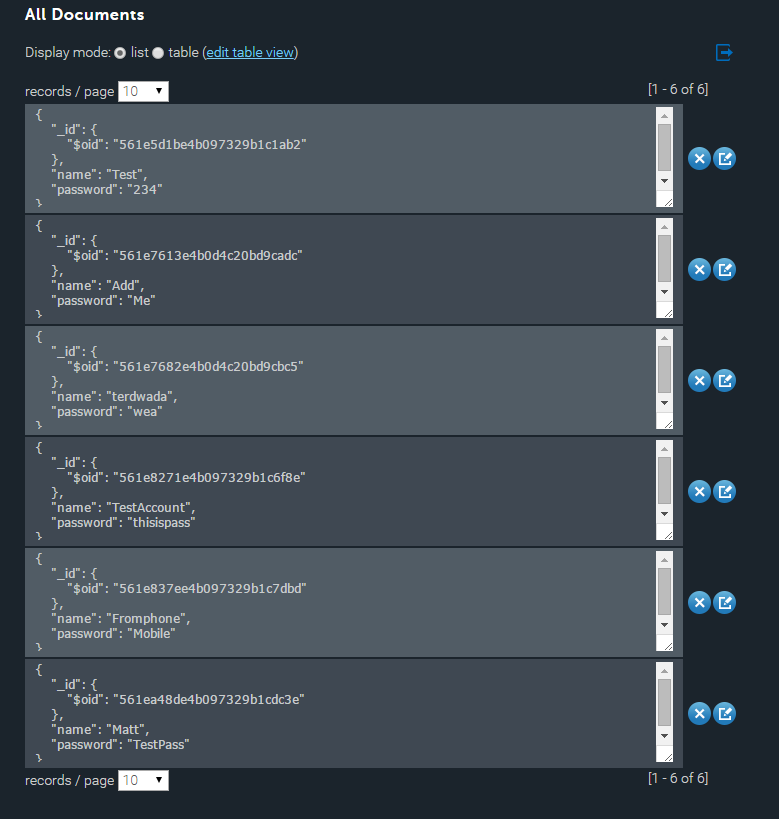 All Documents
Display mode: list table (edit table view)
records / page 10 [1 - 6 of 6]
{
"_id": {
"$oid": "561e5d1be4b097329b1c1ab2"
},
"name": "Test",
"password": "234"
}
{
"_id": {
"$oid": "561e7613e4b0d4c20bd9cadc"
},
"name": "Add",
"password": "Me"
}
{
"_id": {
"$oid": "561e7682e4b0d4c20bd9cbc5"
},
"name": "terdwada",
"password": "wea"
}
{
"_id": {
"$oid": "561e8271e4b097329b1c6f8e"
},
"name": "TestAccount",
"password": "thisispass"
}
{
"_id": {
"$oid": "561e837ee4b097329b1c7dbd"
},
"name": "Fromphone",
"password": "Mobile"
}
{
"_id": {
"$oid": "561ea48de4b097329b1cdc3e"
},
"name": "Matt",
"password": "TestPass"
}
records / page 10 [1 - 6 of 6]